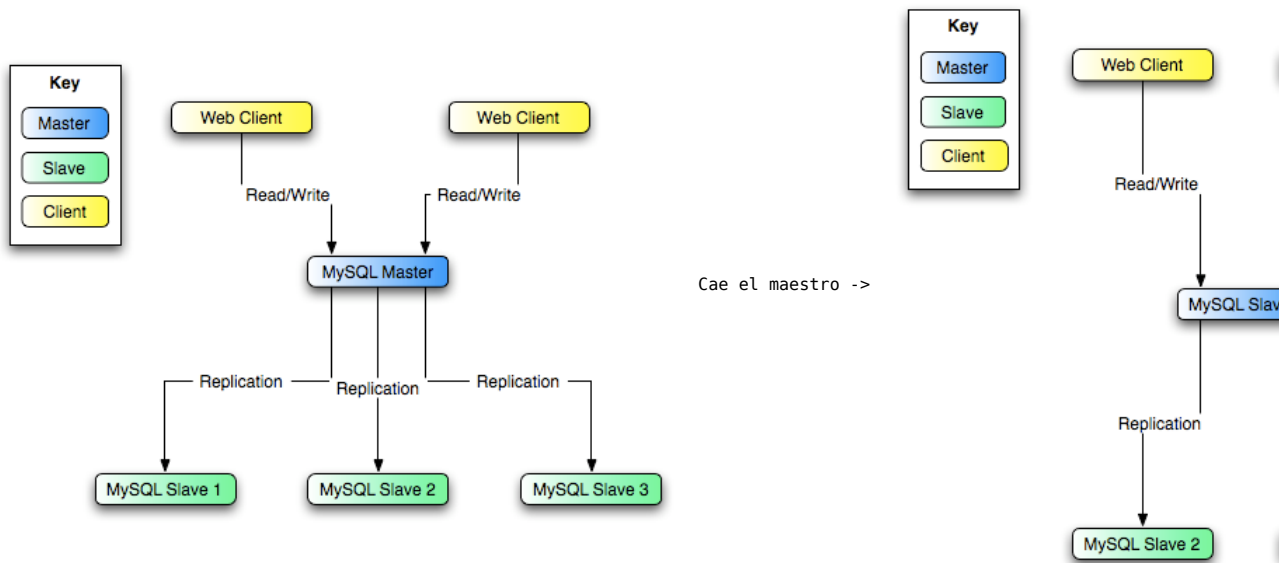 Key
Master
Slave
Client
Web Client
Web Client
Read/Write
Read/Write
MySQL Master
Replication
Replication
Replication
MySQL Slave 1
MySQL Slave 2
MySQL Slave 3
Cae el maestro ->
Key
Master
Slave
Client
Web Client
Read/Write
MySQL Slav
Replication
MySQL Slave 2